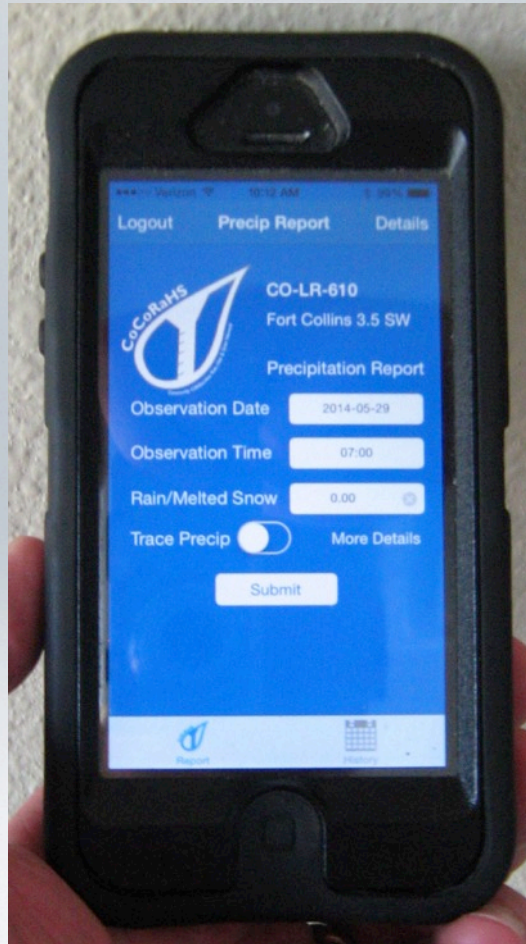 Verizon 10:12 AM 99%
Logout Precip Report Details
CoCoRaHS
CO-LR-610
Fort Collins 3.5 SW
Precipitation Report
Observation Date 2014-05-29
Observation Time 07:00
Rain/Melted Snow 0.00
Trace Precip More Details
Submit
Report History